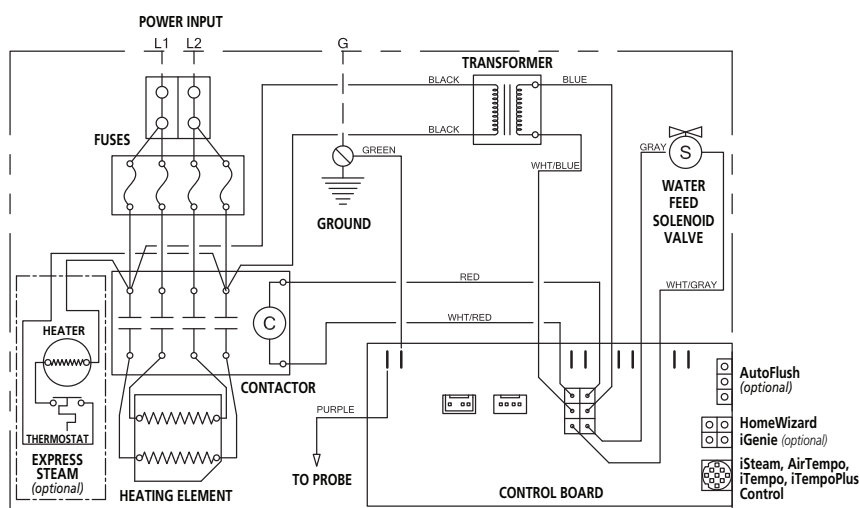 POWER INPUT
L1 L2 G
TRANSFORMER
BLACK
BLUE
FUSES
BLACK
GREEN
GRAY
S
WHT/BLUE
WATER
FEED
SOLENOID
VALVE
GROUND
RED
WHT/GRAY
HEATER
C
WHT/RED
CONTACTOR
AutoFlush
(optional)
PURPLE
HomeWizard
iGenie (optional)
THERMOSTAT
EXPRESS
STEAM
(optional)
HEATING ELEMENT
TO PROBE
CONTROL BOARD
iSteam, AirTempo,
iTempo, iTempoPlus
Control